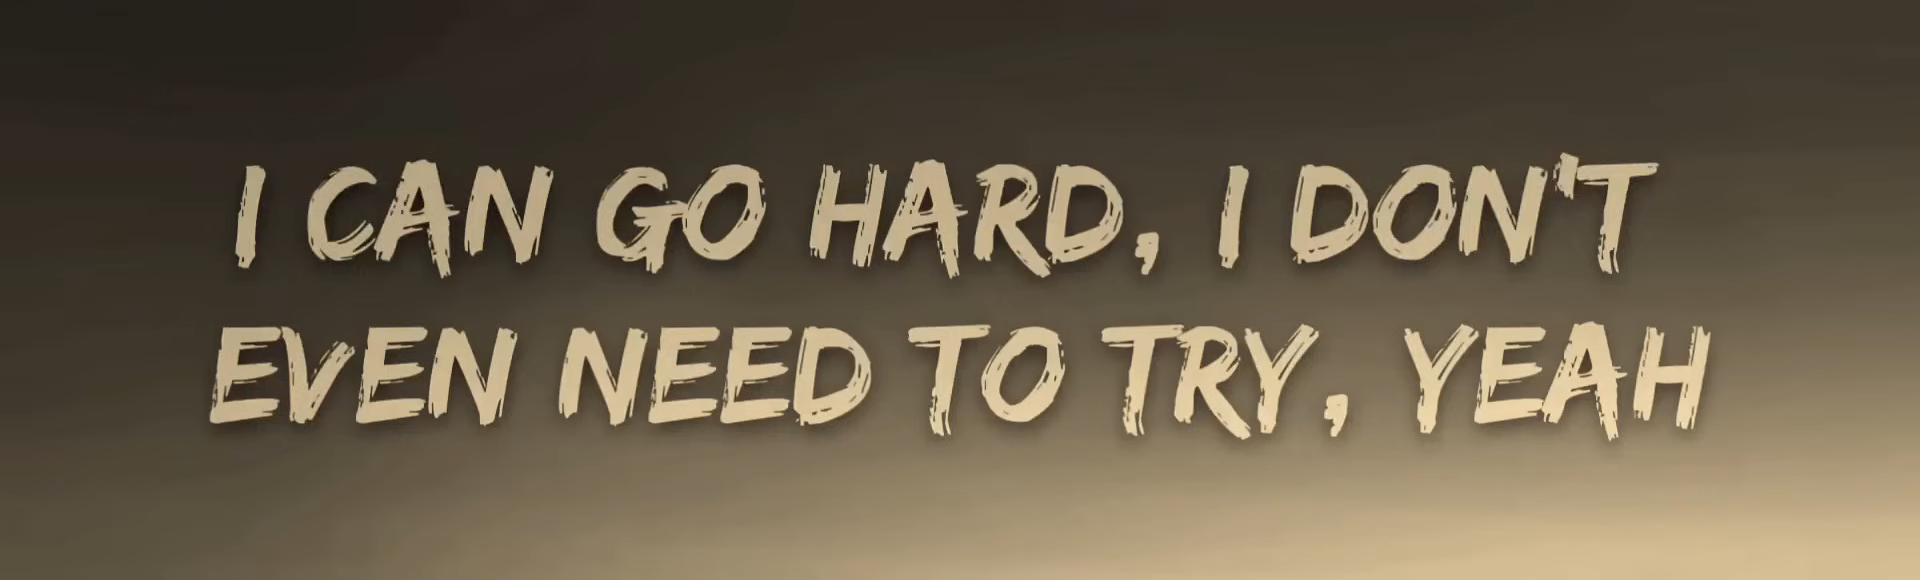 I CAN GO HARD, I DON'T
EVEN NEED TO TRY, YEAH